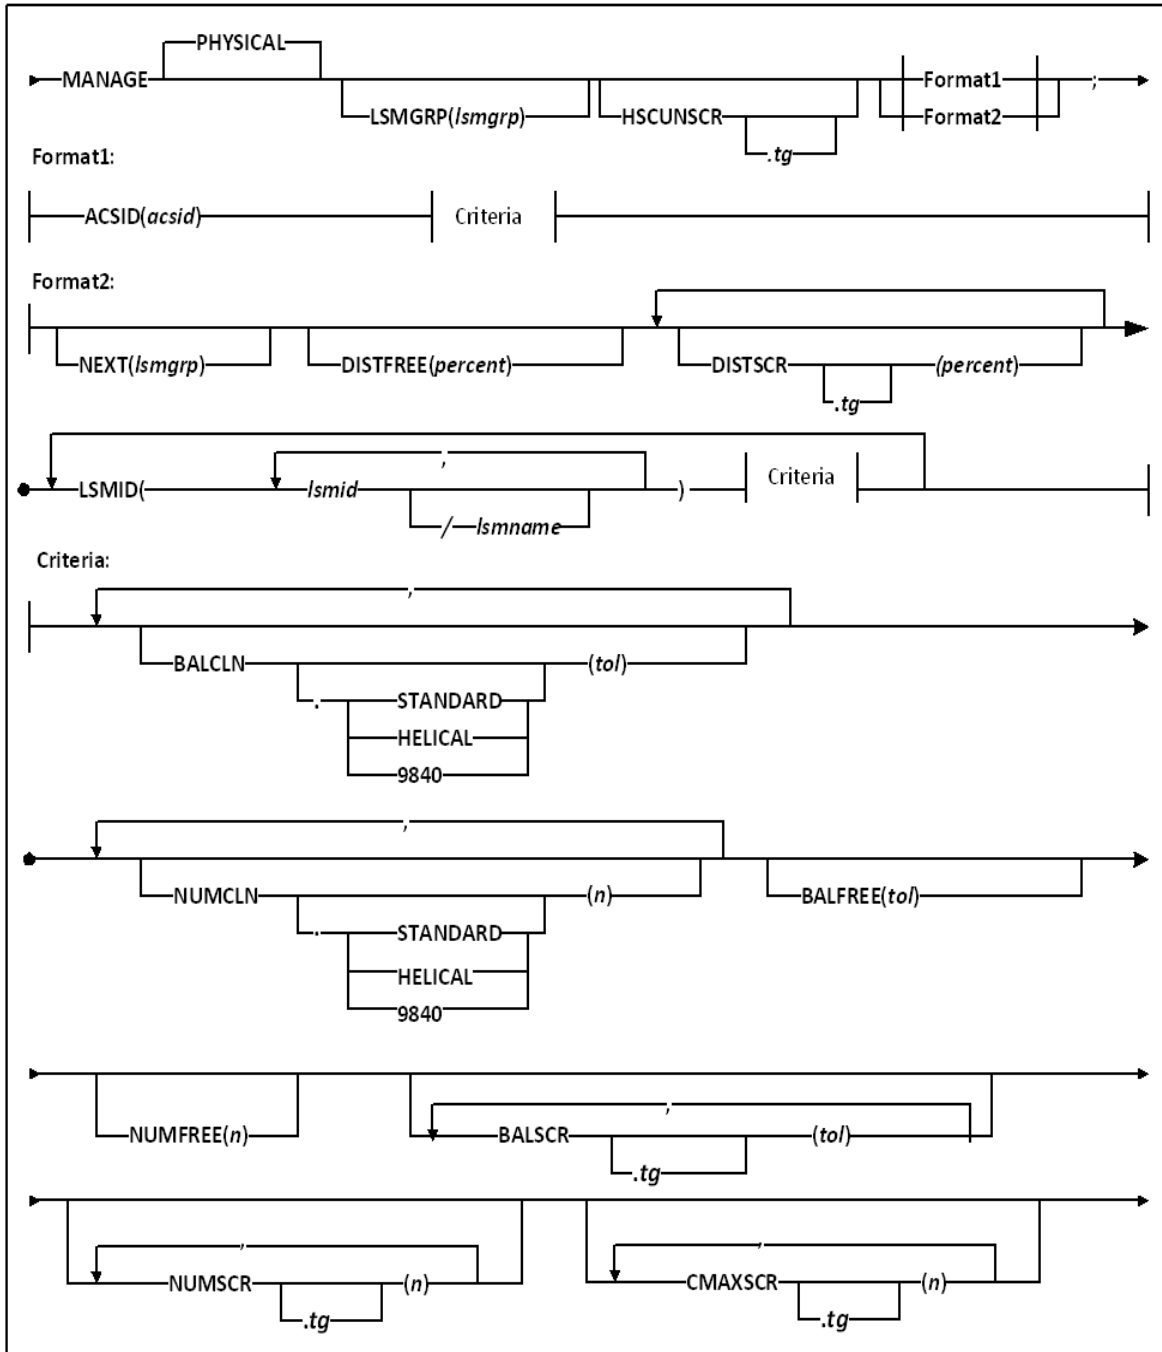 PHYSICAL
MANAGE Format1 ;
LSMGRP(lsmgrp) HSCUNSCR Format2
.tg
Format1:
ACSID(acsid) Criteria
Format2:
NEXT(lsmgrp) DISTFREE(percent) DISTSCR (percent)
.tg
,
LSMID( lsmid ) Criteria
/ lsmname
Criteria:
,
BALCLN (tol)
. STANDARD
HELICAL
9840
,
NUMCLN (n) BALFREE(tol)
. STANDARD
HELICAL
9840
,
NUMFREE(n) BALSCR (tol)
.tg
, ,
NUMSCR (n) CMAXSCR (n)
.tg .tg